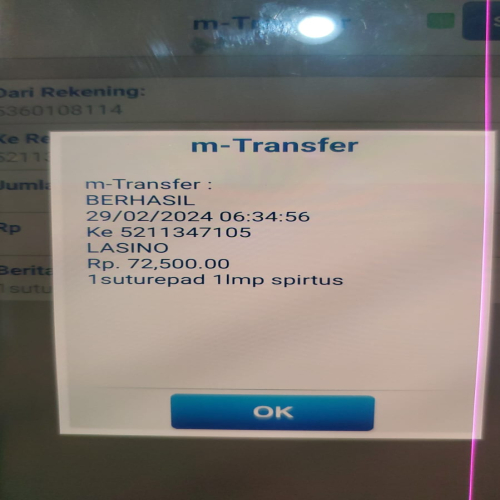 m-Transfer
Dari Rekening:
5360108114
Ke Re
5211
Jumla
Rp
Berita
1sutu
m-Transfer
m-Transfer :
BERHASIL
29/02/2024 06:34:56
Ke 5211347105
LASINO
Rp. 72,500.00
1suturepad 1lmp spirtus
OK